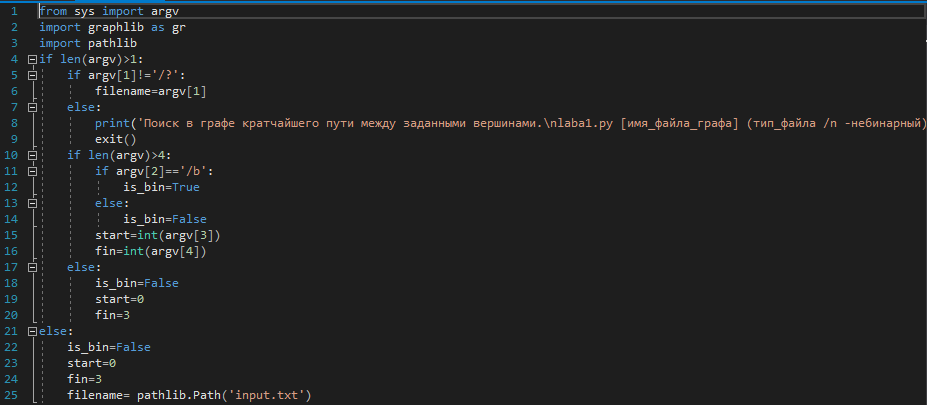 1 from sys import argv
2 import graphlib as gr
3 import pathlib
4 if len(argv)>1:
5 if argv[1]!='/?':
6 filename=argv[1]
7 else:
8 print('Поиск в графе кратчайшего пути между заданными вершинами.\nlaba1.py [имя_файла_графа] (тип_файла /n -небинарный)
9 exit()
10 if len(argv)>4:
11 if argv[2]=='/b':
12 is_bin=True
13 else:
14 is_bin=False
15 start=int(argv[3])
16 fin=int(argv[4])
17 else:
18 is_bin=False
19 start=0
20 fin=3
21 else:
22 is_bin=False
23 start=0
24 fin=3
25 filename= pathlib.Path('input.txt')